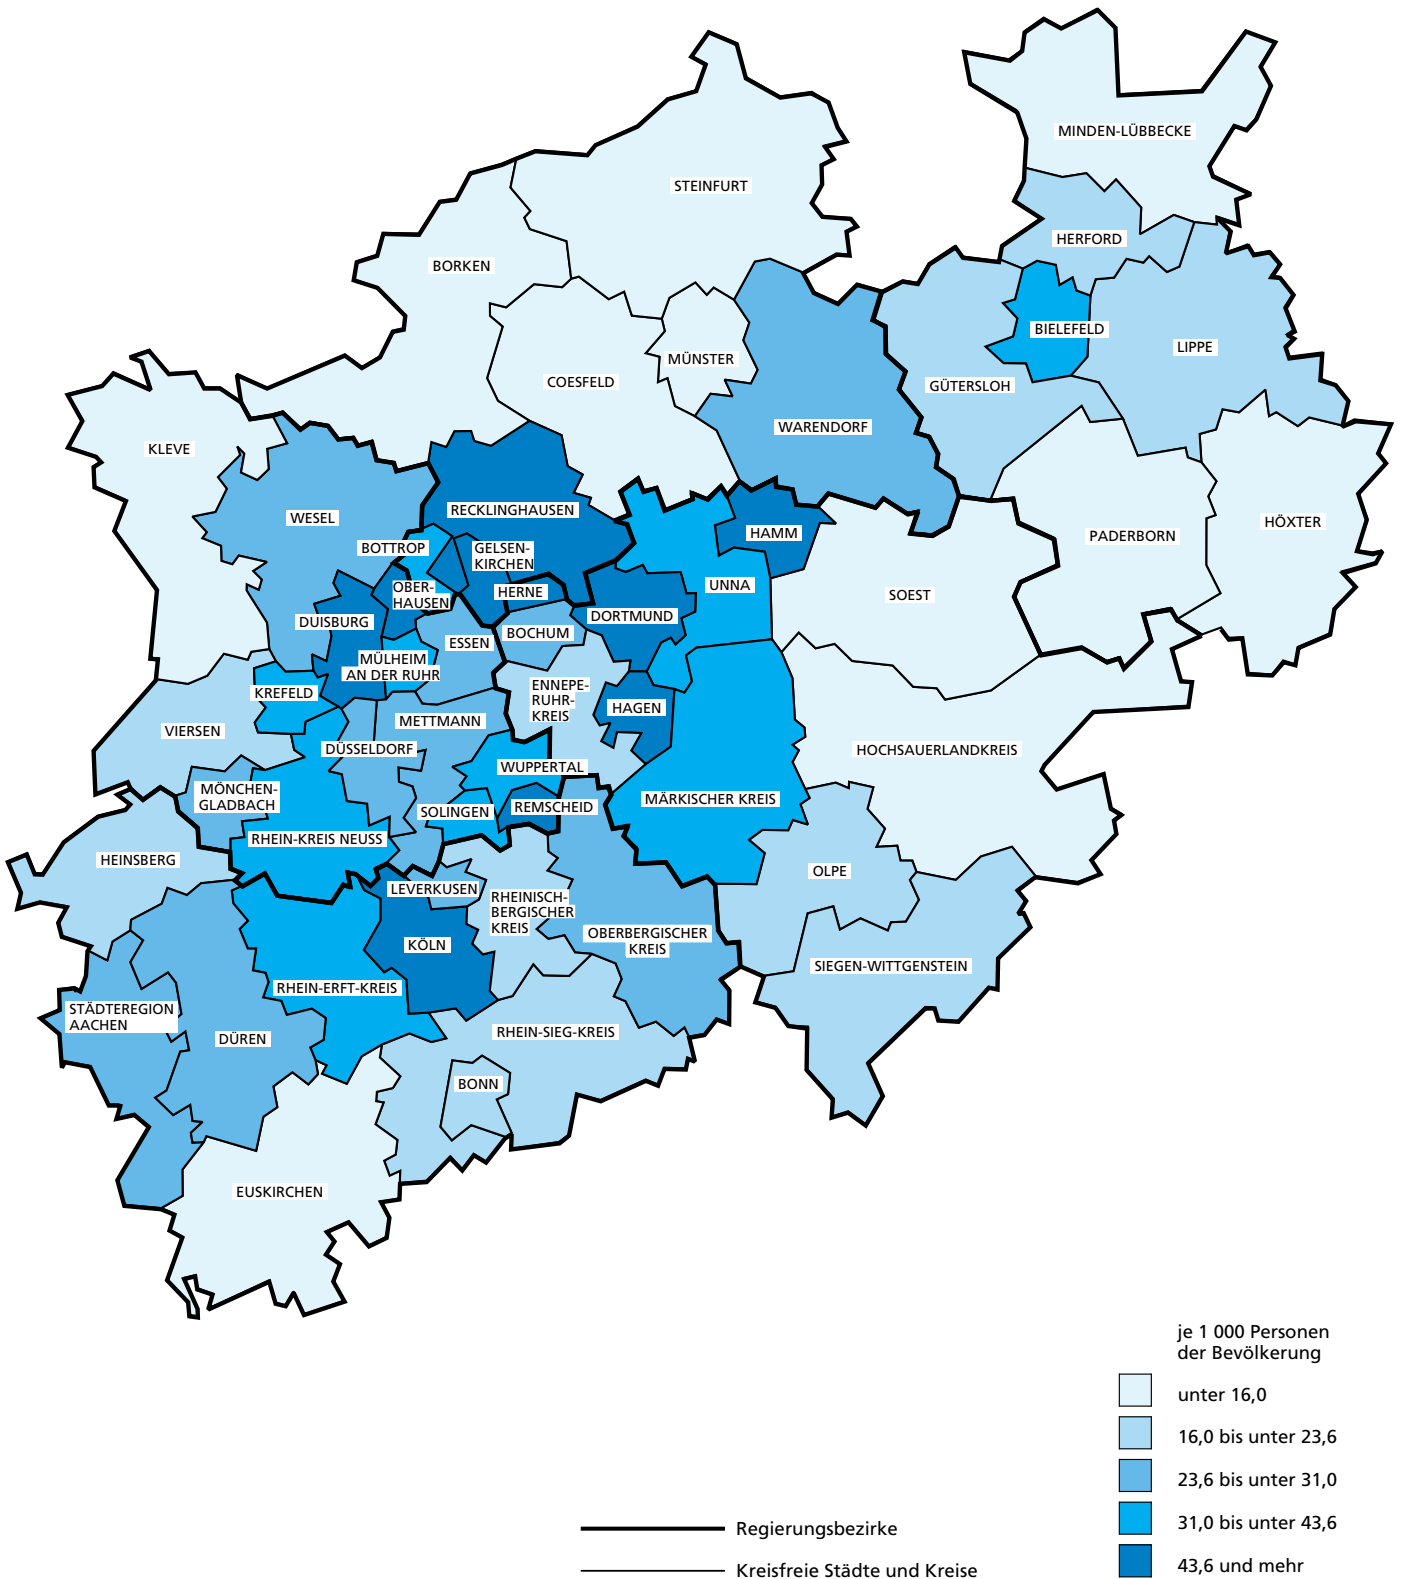 MINDEN-LÜBBECKE
STEINFURT
HERFORD
BORKEN
BIELEFELD
LIPPE
MÜNSTER
COESFELD
GÜTERSLOH
WARENDORF
KLEVE
RECKLINGHAUSEN
WESEL
HÖXTER
HAMM
PADERBORN
BOTTROP
GELSEN-
KIRCHEN
UNNA
OBER-
HAUSEN
HERNE
SOEST
DUISBURG
DORTMUND
BOCHUM
ESSEN
MÜLHEIM
AN DER RUHR
KREFELD
ENNEPE-
RUHR-
KREIS
HAGEN
METTMANN
VIERSEN
DÜSSELDORF
HOCHSAUERLANDKREIS
WUPPERTAL
MÖNCHEN-
GLADBACH
MÄRKISCHER KREIS
REMSCHEID
SOLINGEN
RHEIN-KREIS NEUSS
HEINSBERG
OLPE
LEVERKUSEN
RHEINISCH-
BERGISCHER
KREIS
OBERBERGISCHER
KREIS
KÖLN
SIEGEN-WITTGENSTEIN
RHEIN-ERFT-KREIS
STÄDTEREGION
AACHEN
RHEIN-SIEG-KREIS
DÜREN
BONN
EUSKIRCHEN
je 1 000 Personen
der Bevölkerung
unter 16,0
16,0 bis unter 23,6
23,6 bis unter 31,0
31,0 bis unter 43,6
43,6 und mehr
Regierungsbezirke
Kreisfreie Städte und Kreise